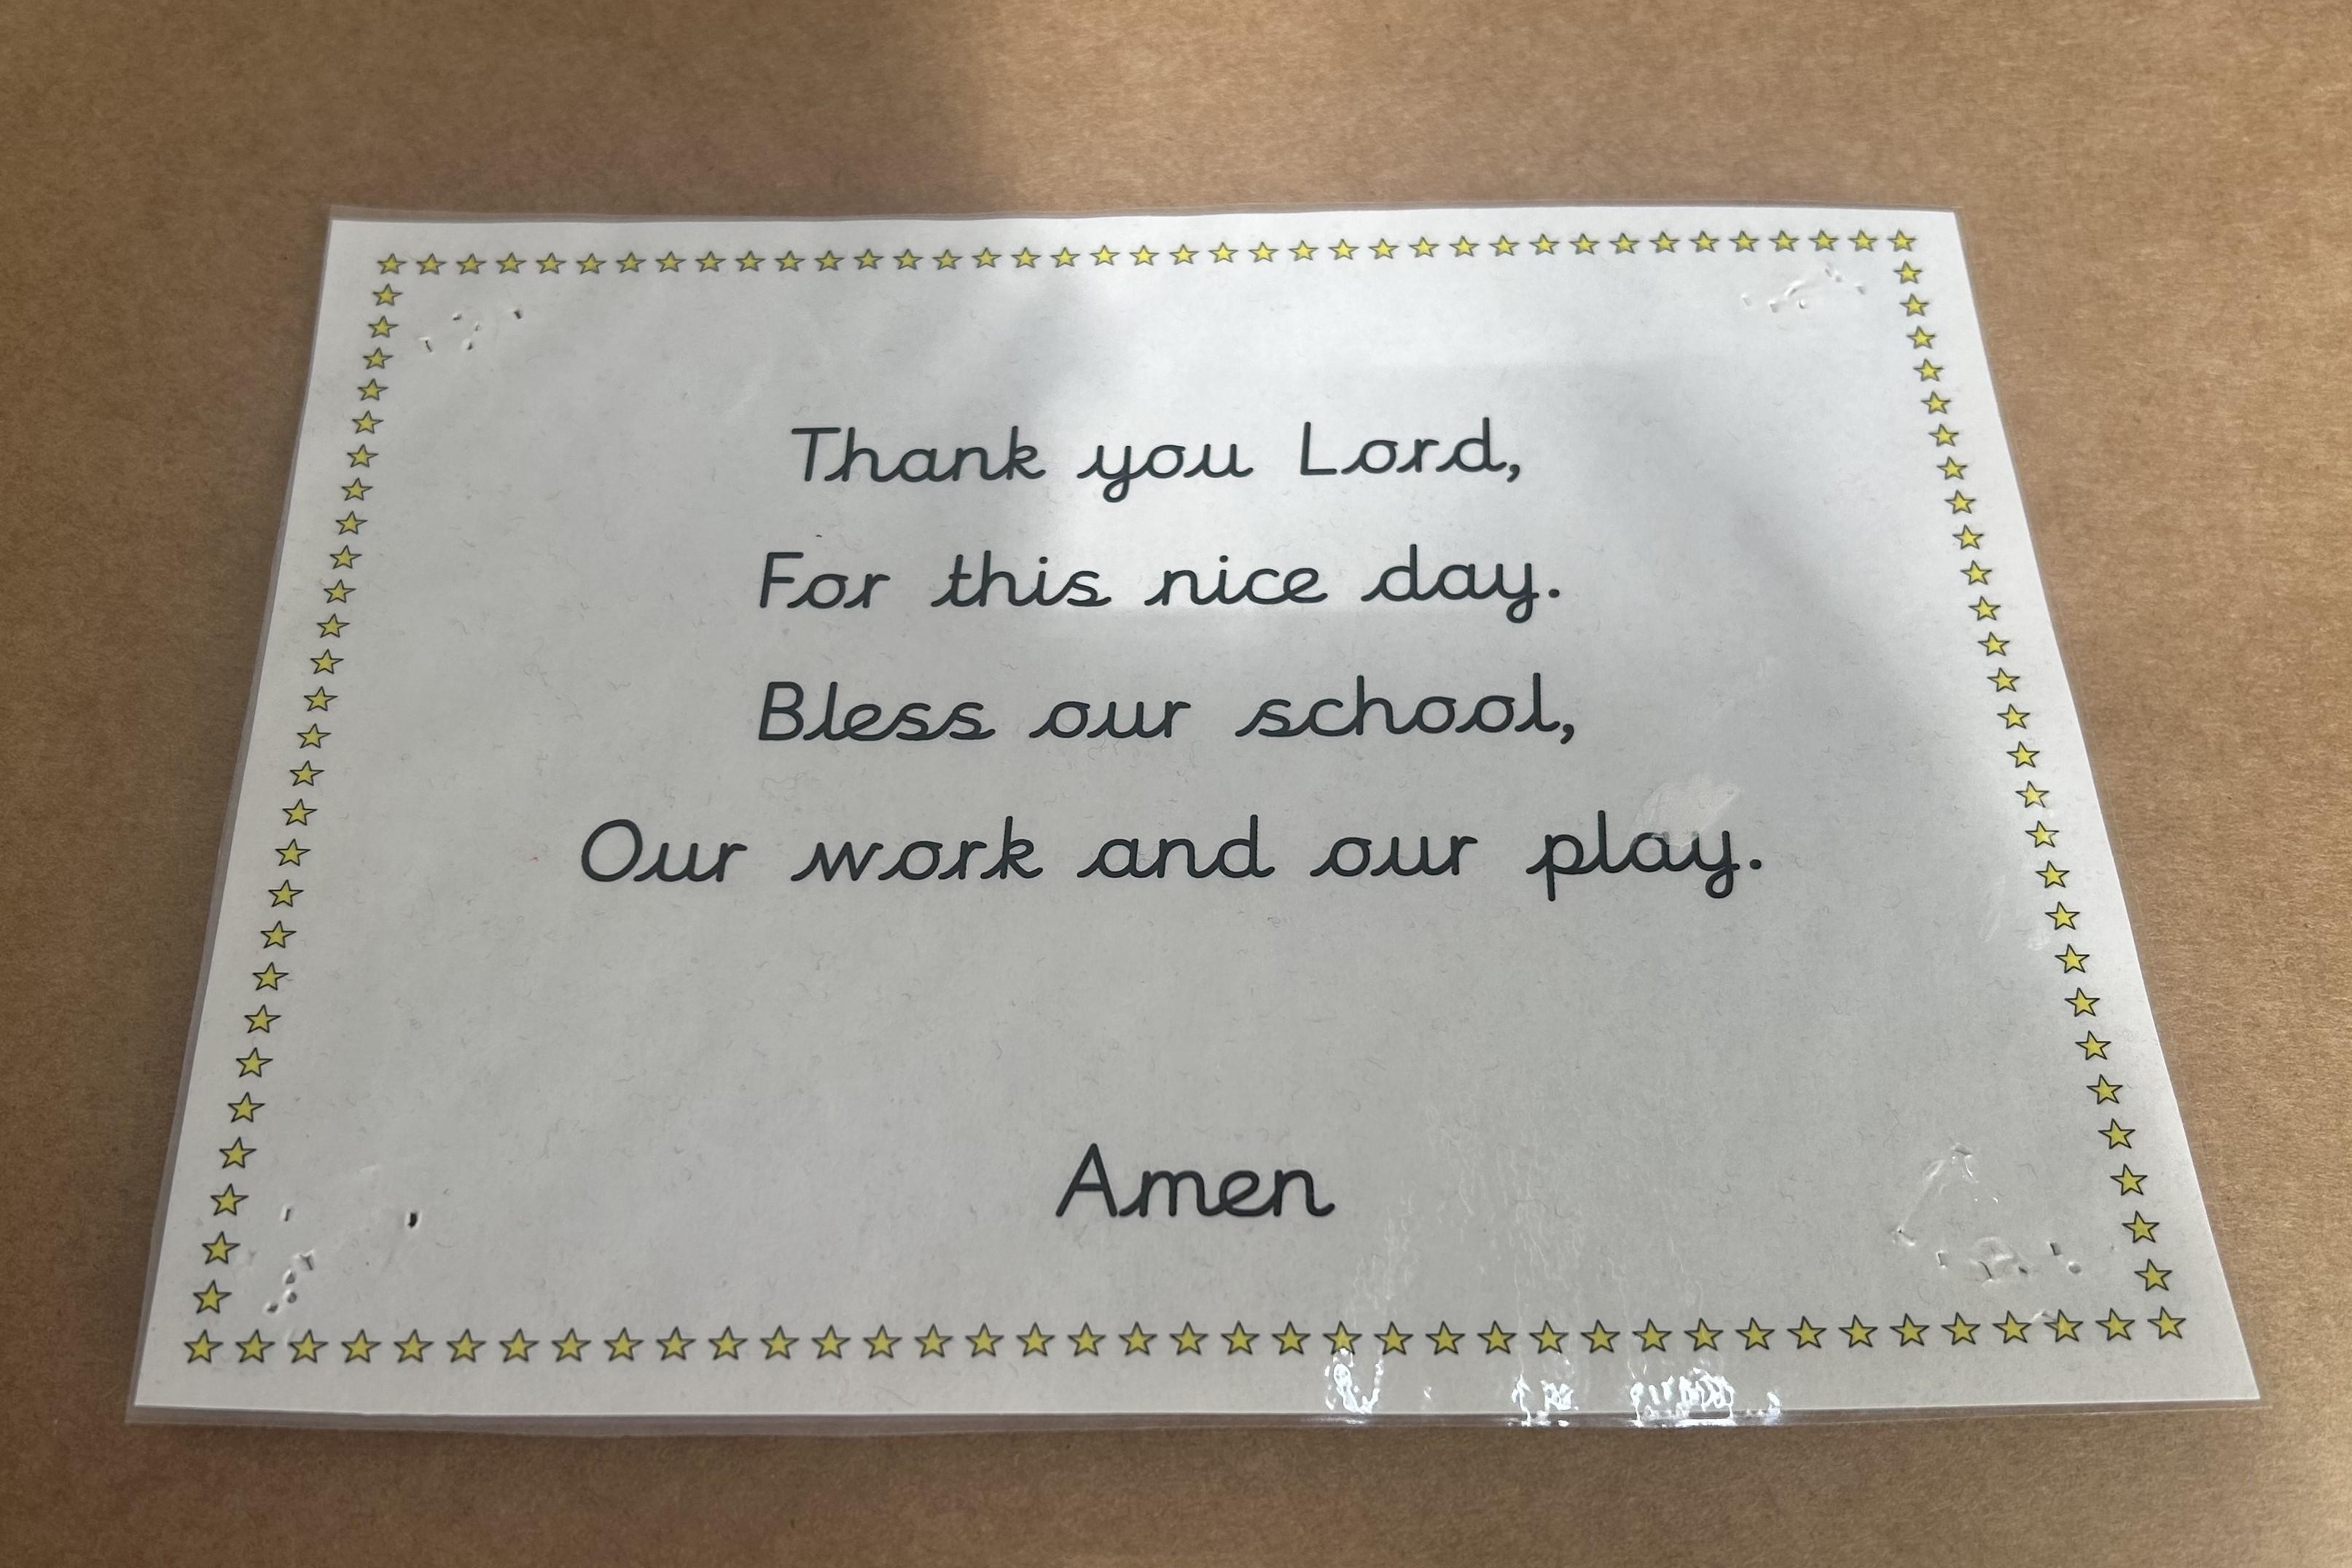 Thank you Lord,
For this nice day.
Bless our school,
Our work and our play.
Amen